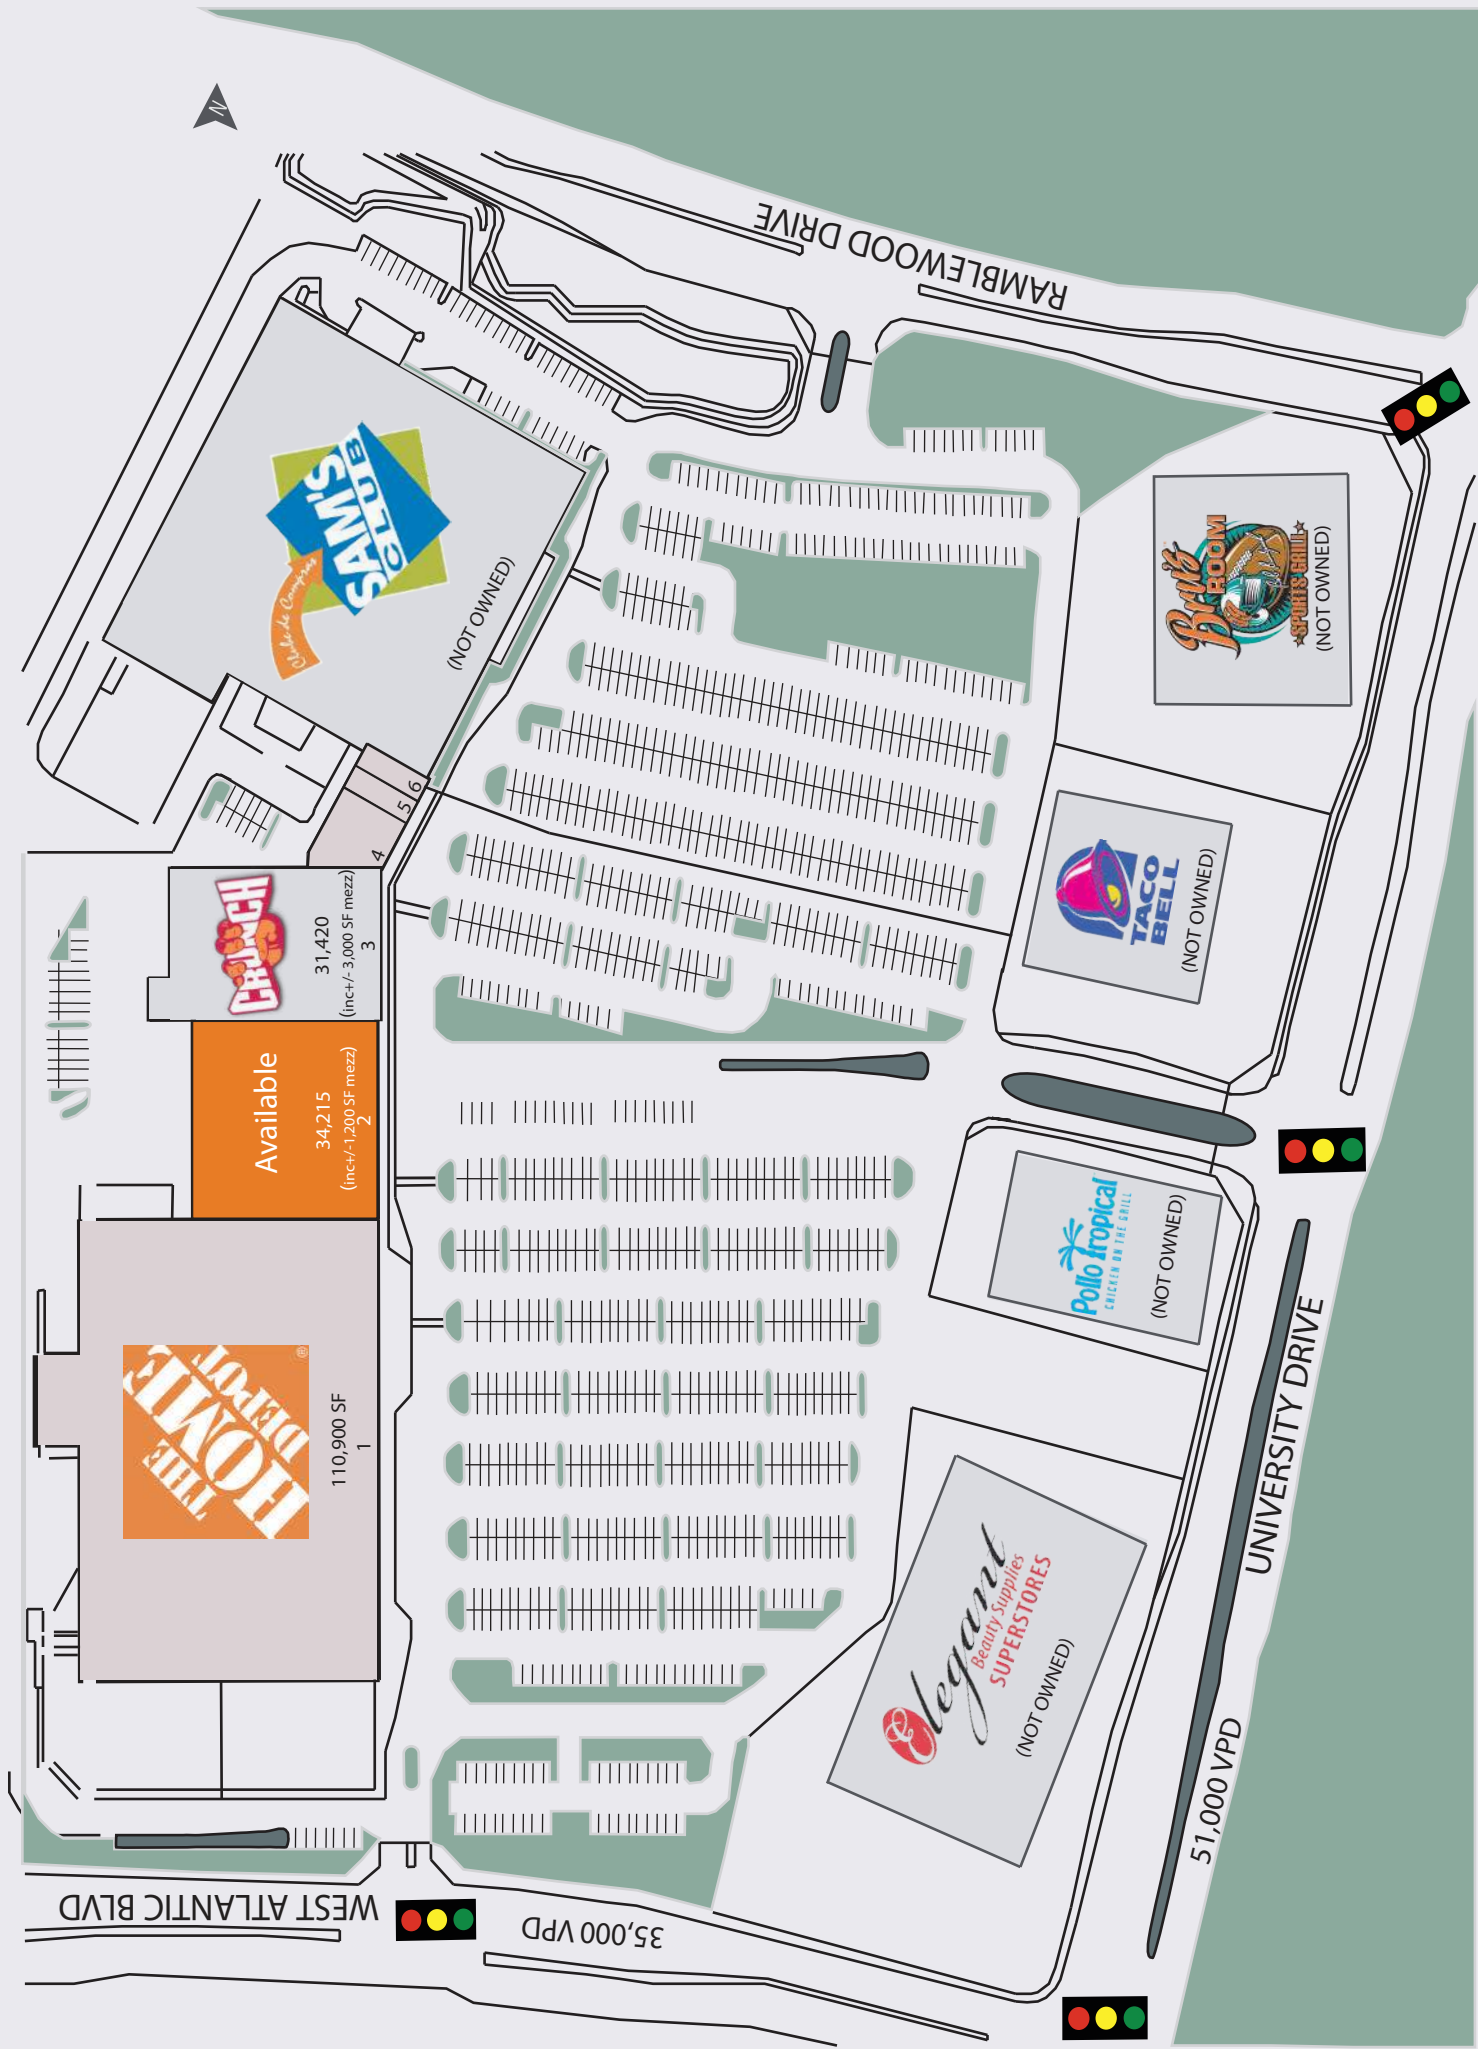 N
RAMBLEWOOD DRIVE
Clube de Compras
SAM'S
CLUB
(NOT OWNED)
Bru's
ROOM
SPORTS GRILL
(NOT OWNED)
6
5
4
TACO
BELL
(NOT OWNED)
CRUNCH
31,420
(inc+/- 3,000 SF mezz)
3
Available
34,215
(inc+/-1,200 SF mezz)
2
Pollo Tropical
CHICKEN ON THE GRILL
(NOT OWNED)
THE
HOME
DEPOT
®
110,900 SF
1
UNIVERSITY DRIVE
51,000 VPD
Elegant
Beauty Supplies
SUPERSTORES
(NOT OWNED)
WEST ATLANTIC BLVD
35,000 VPD